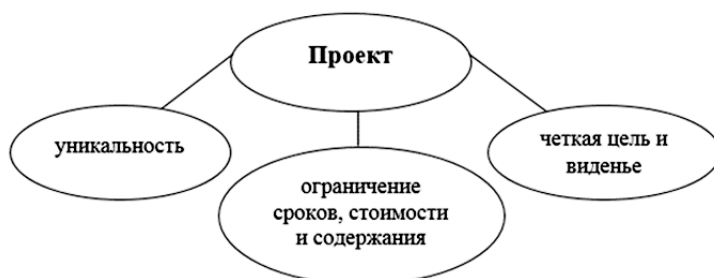 Проект
уникальность
ограничение
сроков, стоимости
и содержания
четкая цель и
виденье